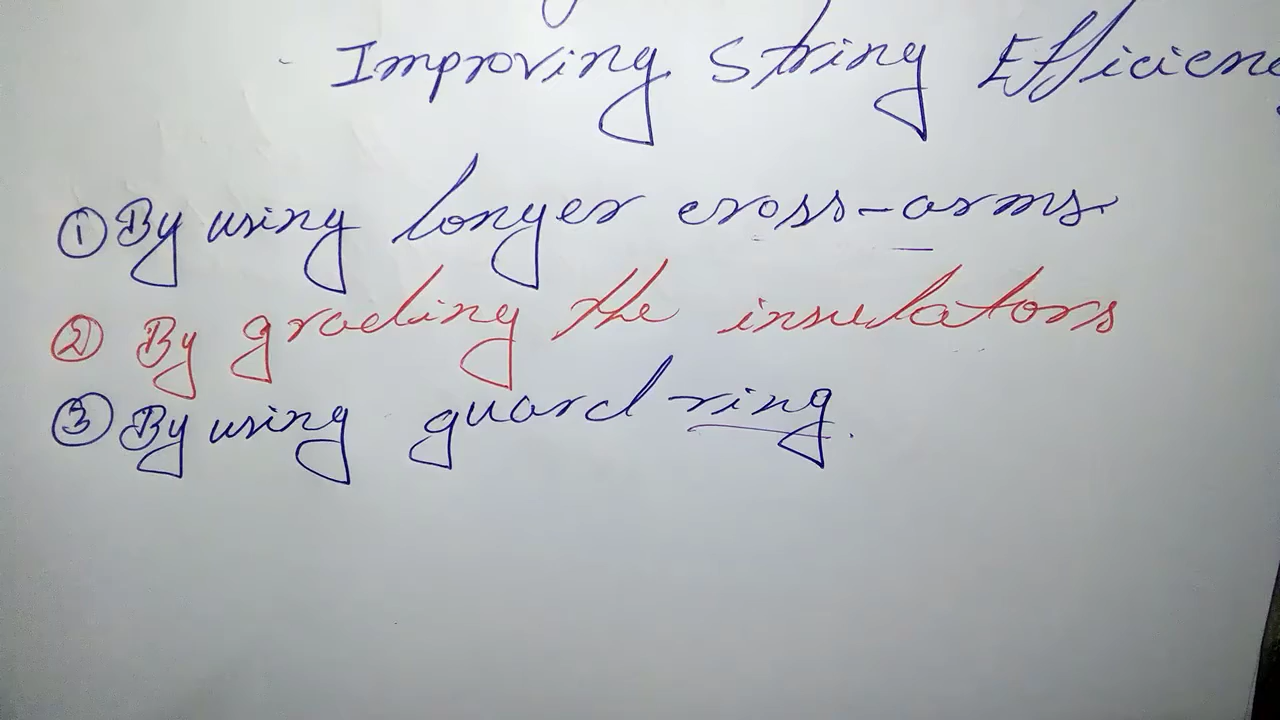 Improving String Efficienc
① By using longer cross-arms.
② By grading the insulators
③ By using guard ring.